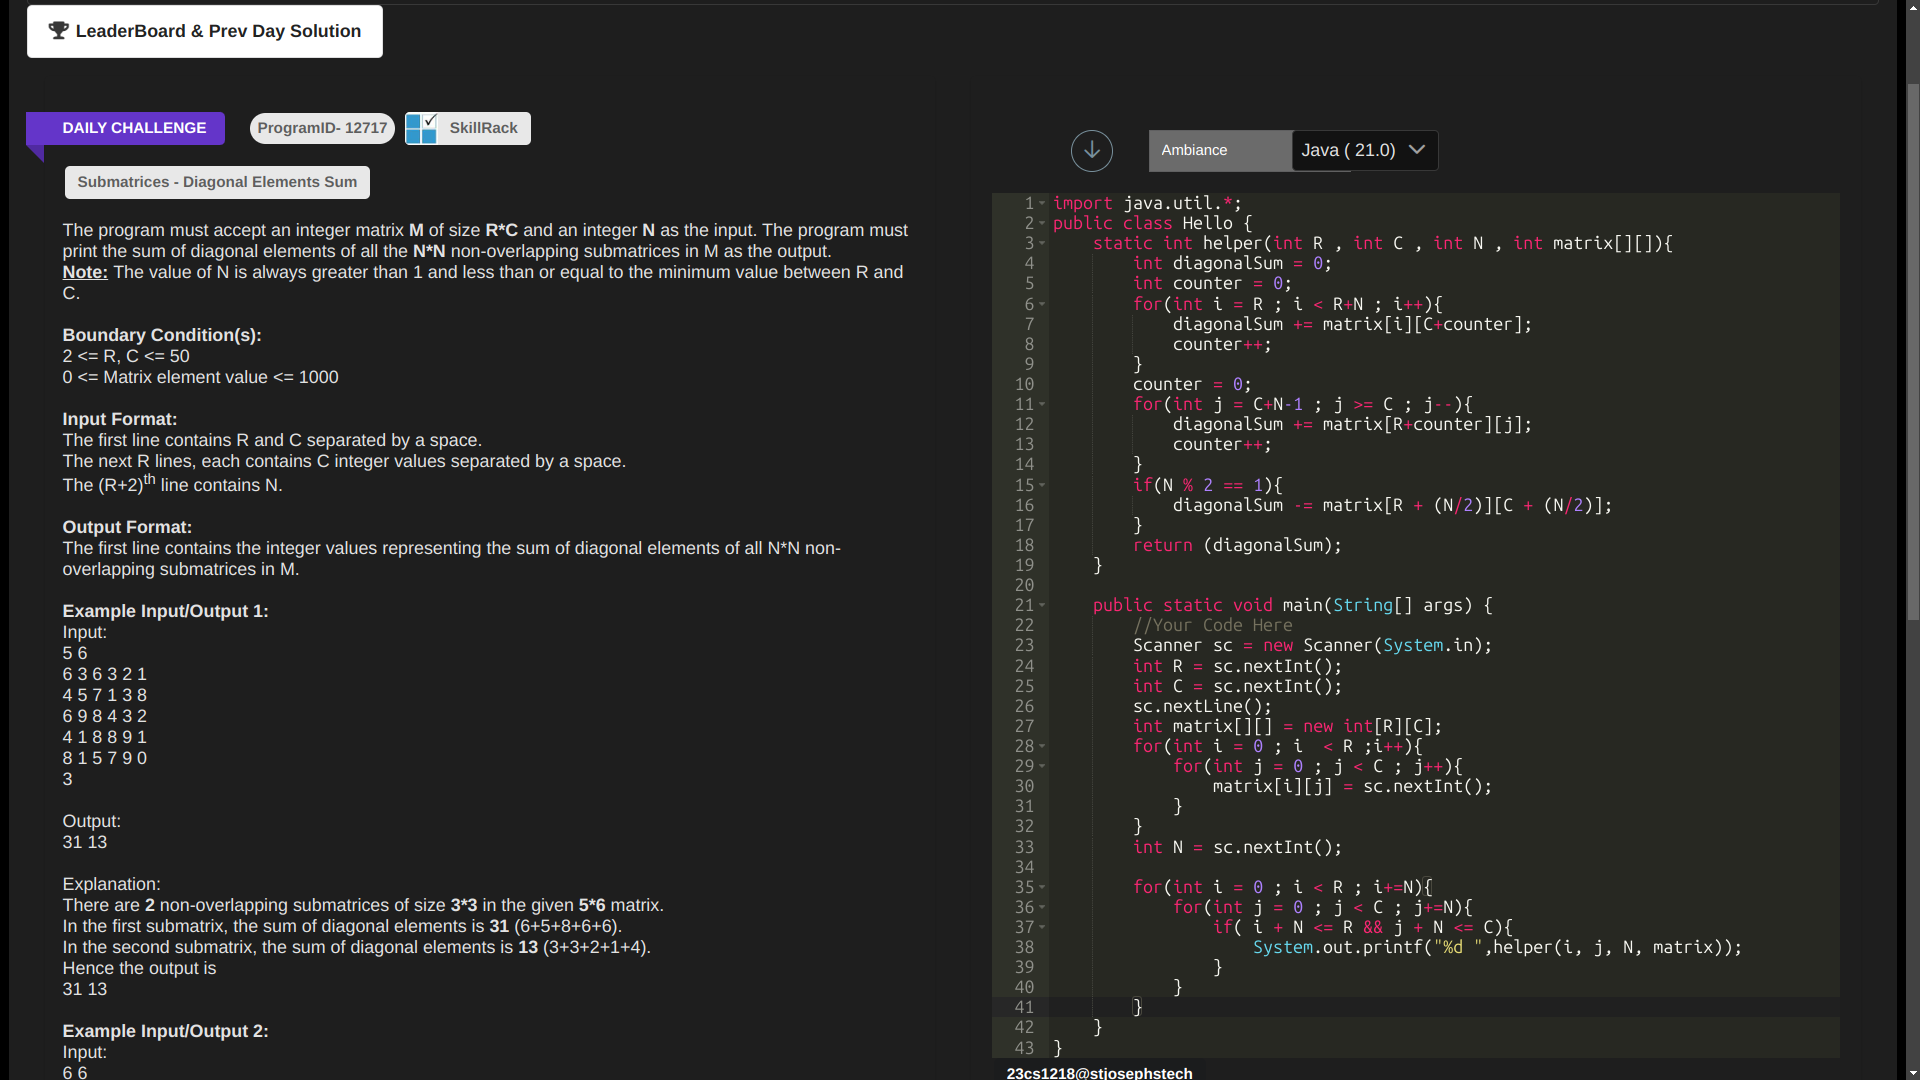 LeaderBoard & Prev Day Solution
DAILY CHALLENGE
ProgramID- 12717
SkillRack
Submatrices - Diagonal Elements Sum
The program must accept an integer matrix M of size R*C and an integer N as the input. The program must
print the sum of diagonal elements of all the N*N non-overlapping submatrices in M as the output.
Note: The value of N is always greater than 1 and less than or equal to the minimum value between R and
C.
Boundary Condition(s):
2 <= R, C <= 50
0 <= Matrix element value <= 1000
Input Format:
The first line contains R and C separated by a space.
The next R lines, each contains C integer values separated by a space.
The (R+2)th line contains N.
Output Format:
The first line contains the integer values representing the sum of diagonal elements of all N*N non-
overlapping submatrices in M.
Example Input/Output 1:
Input:
5 6
6 3 6 3 2 1
4 5 7 1 3 8
6 9 8 4 3 2
4 1 8 8 9 1
8 1 5 7 9 0
3
Output:
31 13
Explanation:
There are 2 non-overlapping submatrices of size 3*3 in the given 5*6 matrix.
In the first submatrix, the sum of diagonal elements is 31 (6+5+8+6+6).
In the second submatrix, the sum of diagonal elements is 13 (3+3+2+1+4).
Hence the output is
31 13
Example Input/Output 2:
Input:
6 6
Ambiance
Java ( 21.0)
1 import java.util.*;
2 public class Hello {
3 static int helper(int R , int C , int N , int matrix[][]){
4 int diagonalSum = 0;
5 int counter = 0;
6 for(int i = R ; i < R+N ; i++){
7 diagonalSum += matrix[i][C+counter];
8 counter++;
9 }
10 counter = 0;
11 for(int j = C+N-1 ; j >= C ; j--){
12 diagonalSum += matrix[R+counter][j];
13 counter++;
14 }
15 if(N % 2 == 1){
16 diagonalSum -= matrix[R + (N/2)][C + (N/2)];
17 }
18 return (diagonalSum);
19 }
20
21 public static void main(String[] args) {
22 //Your Code Here
23 Scanner sc = new Scanner(System.in);
24 int R = sc.nextInt();
25 int C = sc.nextInt();
26 sc.nextLine();
27 int matrix[][] = new int[R][C];
28 for(int i = 0 ; i  < R ;i++){
29 for(int j = 0 ; j < C ; j++){
30 matrix[i][j] = sc.nextInt();
31 }
32 }
33 int N = sc.nextInt();
34
35 for(int i = 0 ; i < R ; i+=N){
36 for(int j = 0 ; j < C ; j+=N){
37 if( i + N <= R && j + N <= C){
38 System.out.printf("%d ",helper(i, j, N, matrix));
39 }
40 }
41 }
42 }
43 }
23cs1218@stjosephstech